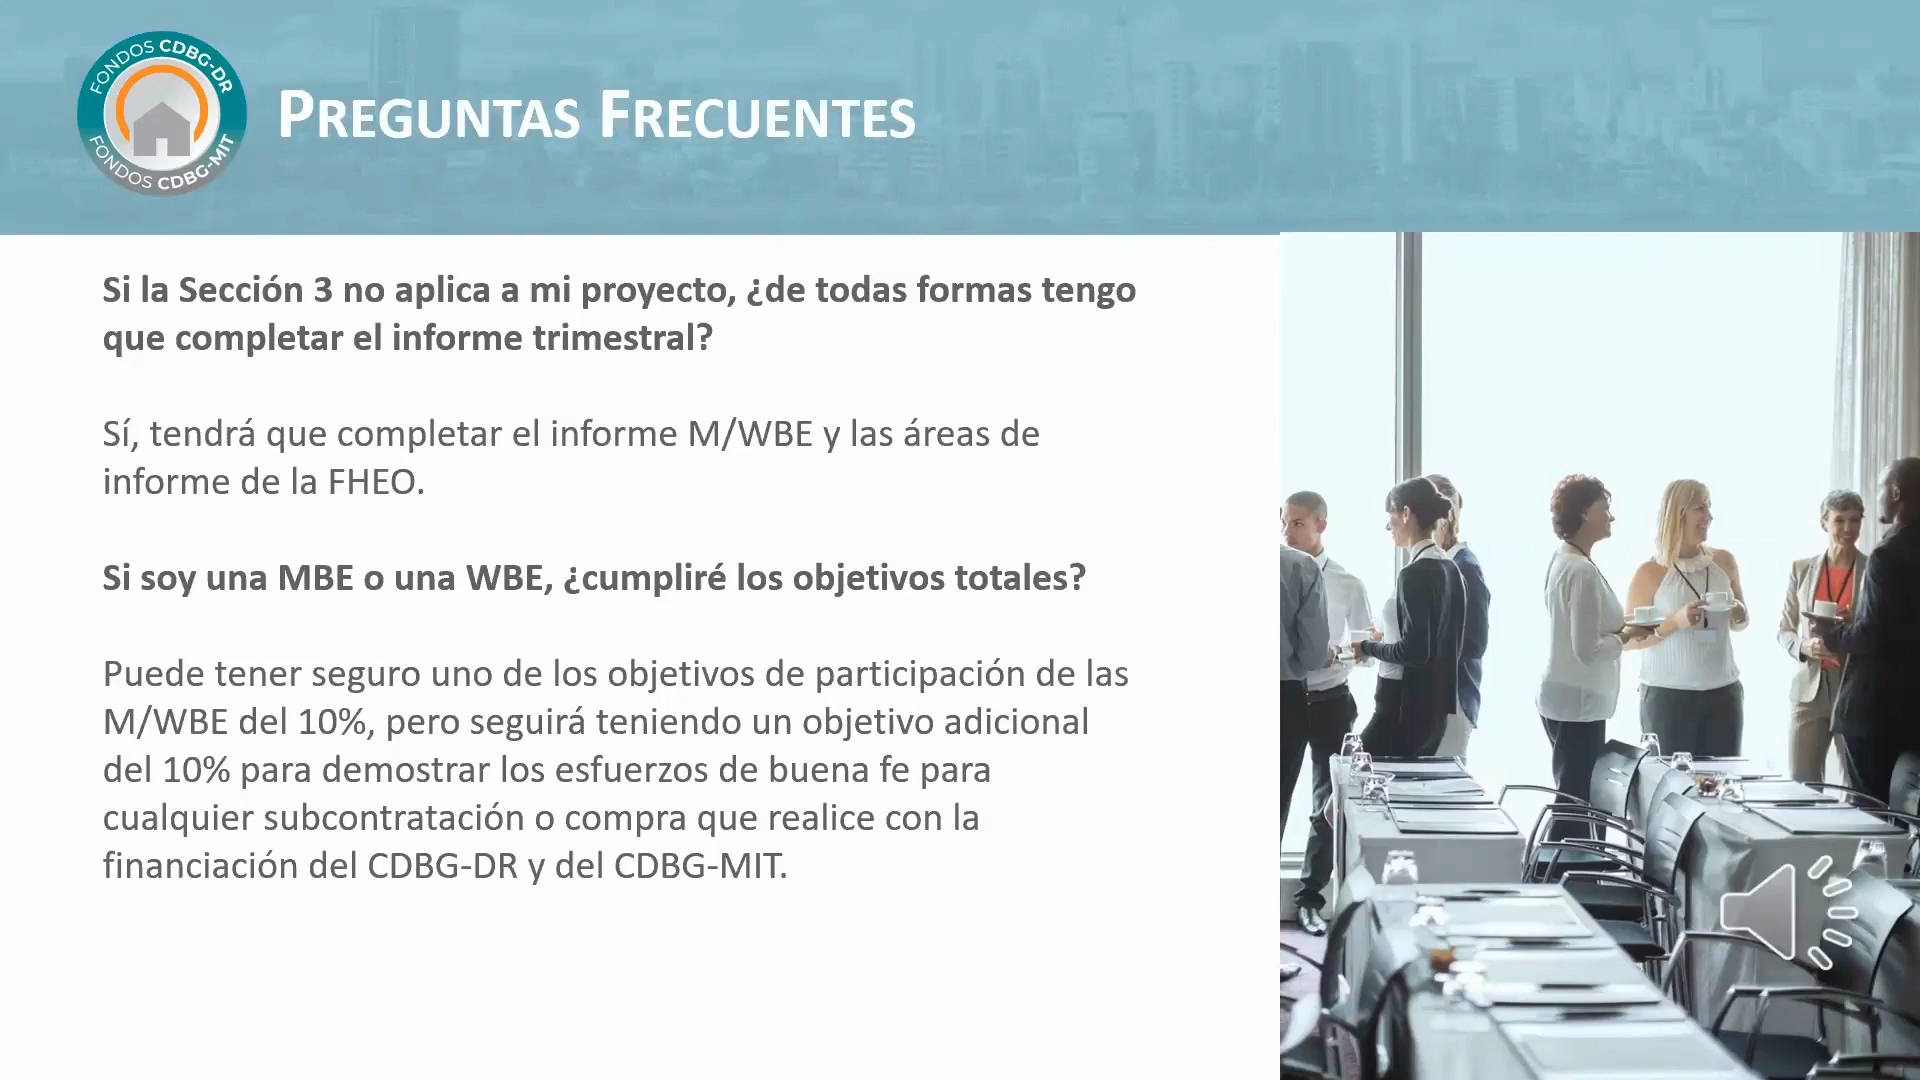 FONDOS CDBG-DR
FONDOS CDBG-MIT
PREGUNTAS FRECUENTES
Si la Sección 3 no aplica a mi proyecto, ¿de todas formas tengo
que completar el informe trimestral?
Sí, tendrá que completar el informe M/WBE y las áreas de
informe de la FHEO.
Si soy una MBE o una WBE, ¿cumpliré los objetivos totales?
Puede tener seguro uno de los objetivos de participación de las
M/WBE del 10%, pero seguirá teniendo un objetivo adicional
del 10% para demostrar los esfuerzos de buena fe para
cualquier subcontratación o compra que realice con la
financiación del CDBG-DR y del CDBG-MIT.